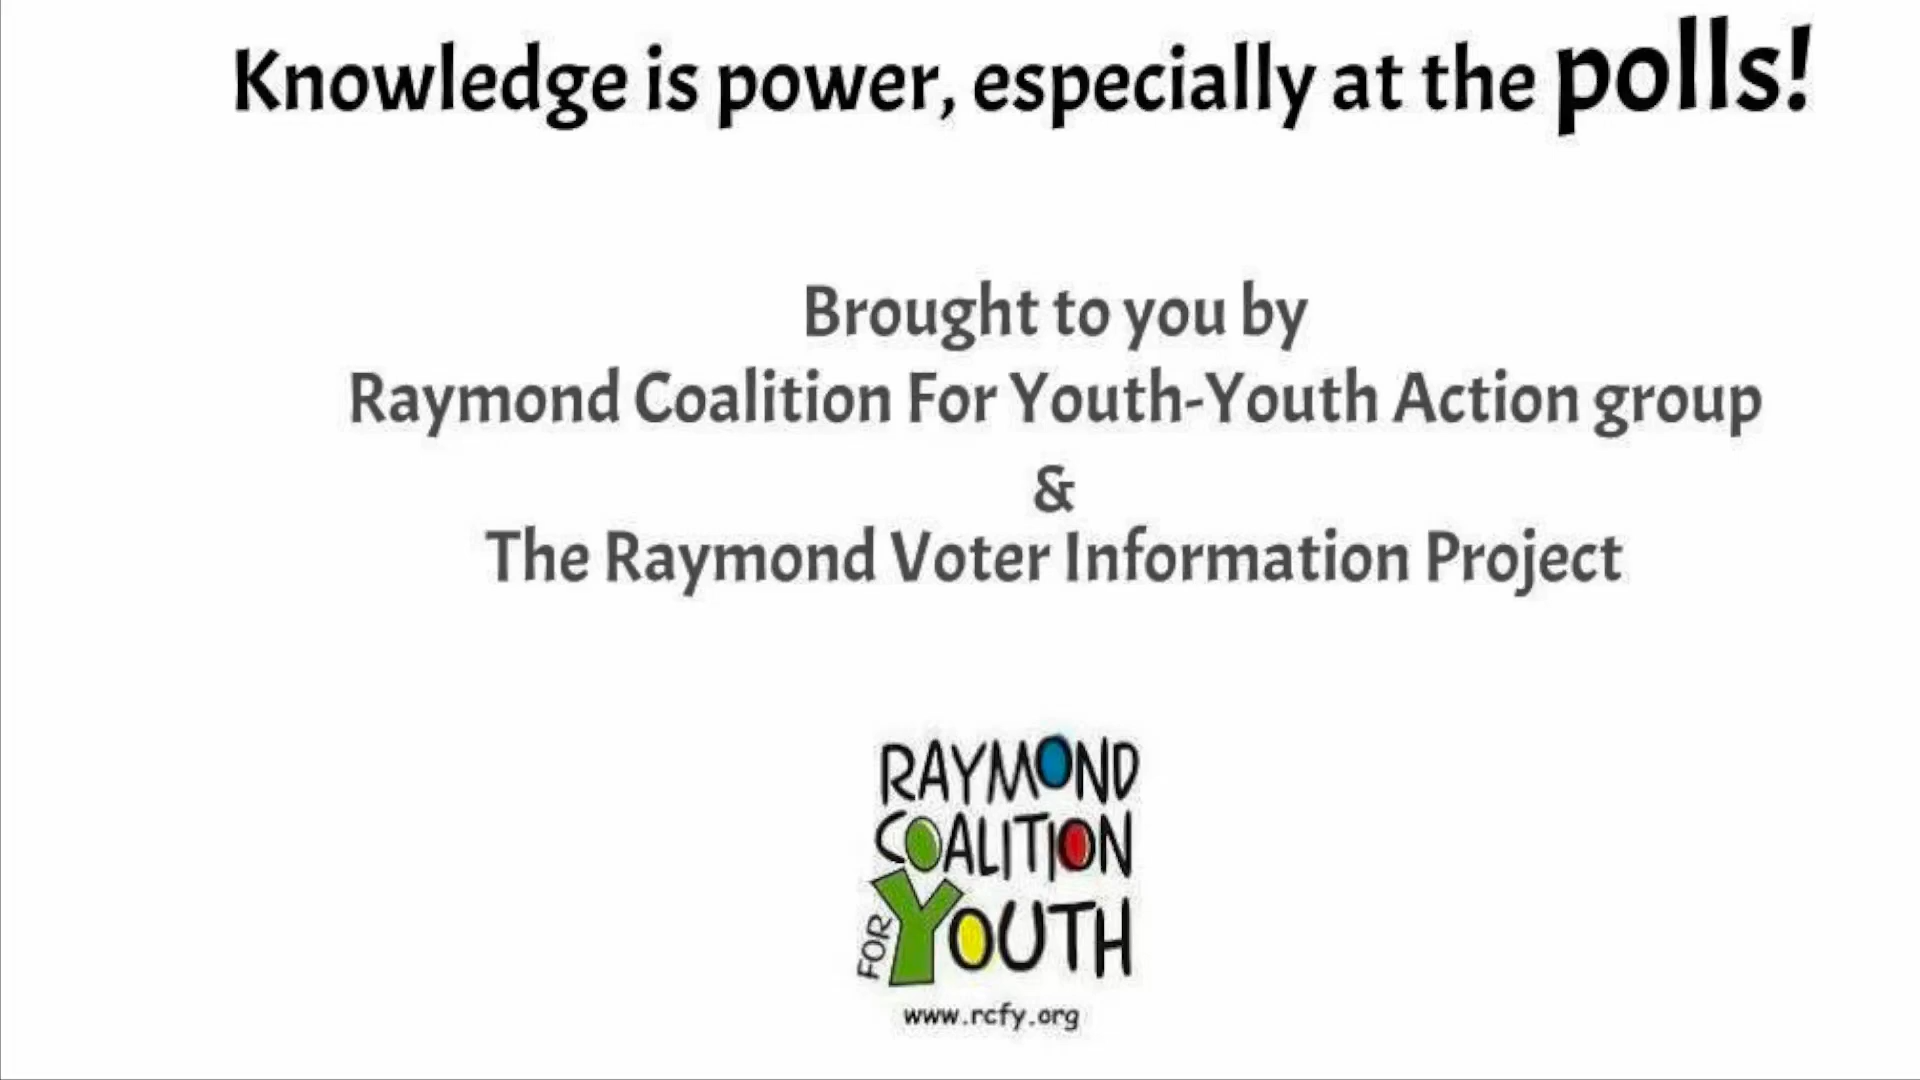 Knowledge is power, especially at the polls!
Brought to you by
Raymond Coalition For Youth-Youth Action group
&
The Raymond Voter Information Project
RAYMOND
COALITION
FOR YOUTH
www.rcfy.org